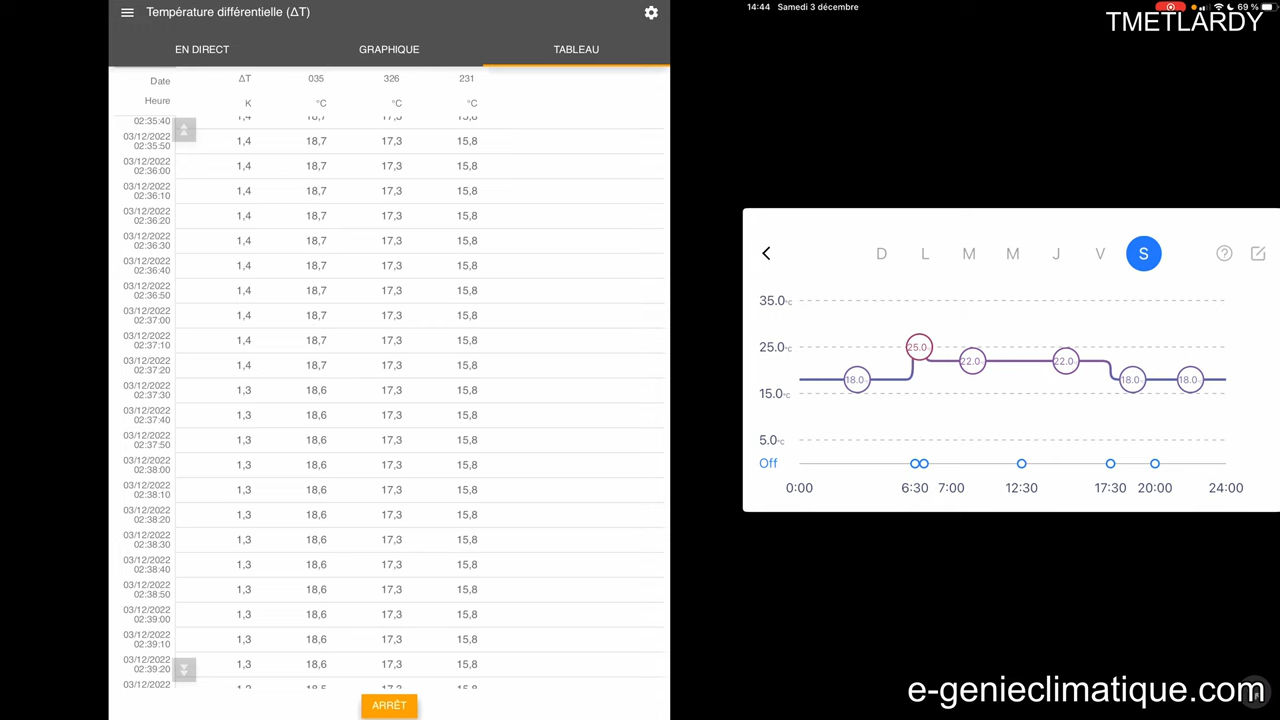 Température différentielle (ΔT)
EN DIRECT GRAPHIQUE TABLEAU
Date ΔT 035 326 231
Heure K °C °C °C
02:35:40 1,4 18,7 17,3 15,8
03/12/2022
02:35:50 1,4 18,7 17,3 15,8
03/12/2022
02:36:00 1,4 18,7 17,3 15,8
03/12/2022
02:36:10 1,4 18,7 17,3 15,8
03/12/2022
02:36:20 1,4 18,7 17,3 15,8
03/12/2022
02:36:30 1,4 18,7 17,3 15,8
03/12/2022
02:36:40 1,4 18,7 17,3 15,8
03/12/2022
02:36:50 1,4 18,7 17,3 15,8
03/12/2022
02:37:00 1,4 18,7 17,3 15,8
03/12/2022
02:37:10 1,4 18,7 17,3 15,8
03/12/2022
02:37:20 1,4 18,7 17,3 15,8
03/12/2022
02:37:30 1,3 18,6 17,3 15,8
03/12/2022
02:37:40 1,3 18,6 17,3 15,8
03/12/2022
02:37:50 1,3 18,6 17,3 15,8
03/12/2022
02:38:00 1,3 18,6 17,3 15,8
03/12/2022
02:38:10 1,3 18,6 17,3 15,8
03/12/2022
02:38:20 1,3 18,6 17,3 15,8
03/12/2022
02:38:30 1,3 18,6 17,3 15,8
03/12/2022
02:38:40 1,3 18,6 17,3 15,8
03/12/2022
02:38:50 1,3 18,6 17,3 15,8
03/12/2022
02:39:00 1,3 18,6 17,3 15,8
03/12/2022
02:39:10 1,3 18,6 17,3 15,8
03/12/2022
02:39:20 1,3 18,6 17,3 15,8
03/12/2022
ARRÊT
14:44 Samedi 3 décembre 69 %
TMETLARDY
D L M M J V S
35.0°C
25.0°C
15.0°C
5.0°C
Off
18.0 25.0 22.0 22.0 18.0 18.0
0:00 6:30 7:00 12:30 17:30 20:00 24:00
e-genieclimatique.com